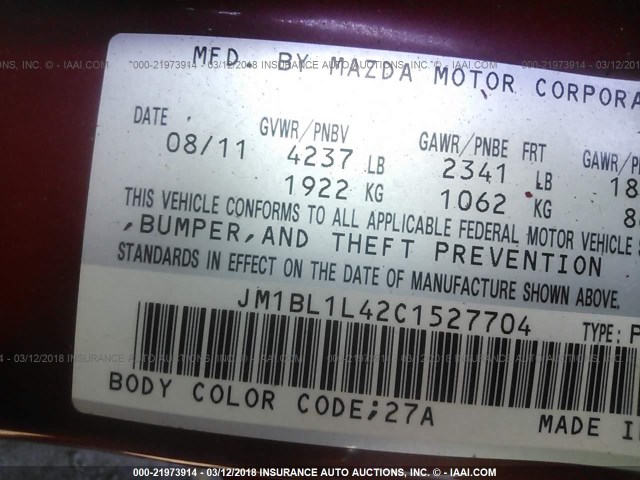 MFD. BY MAZDA MOTOR CORPORA
DATE GVWR/PNBV GAWR/PNBE FRT GAWR/P
08/11 4237 LB 2341 LB 18
1922 KG 1062 KG 8
THIS VEHICLE CONFORMS TO ALL APPLICABLE FEDERAL MOTOR VEHICLE
,BUMPER,AND THEFT PREVENTION
STANDARDS IN EFFECT ON THE DATE OF MANUFACTURE SHOWN ABOVE.
JM1BL1L42C1527704 TYPE:P
BODY COLOR CODE;27A MADE I
000-21973914 - 03/12/2018 INSURANCE AUTO AUCTIONS, INC. © - IAAI.COM